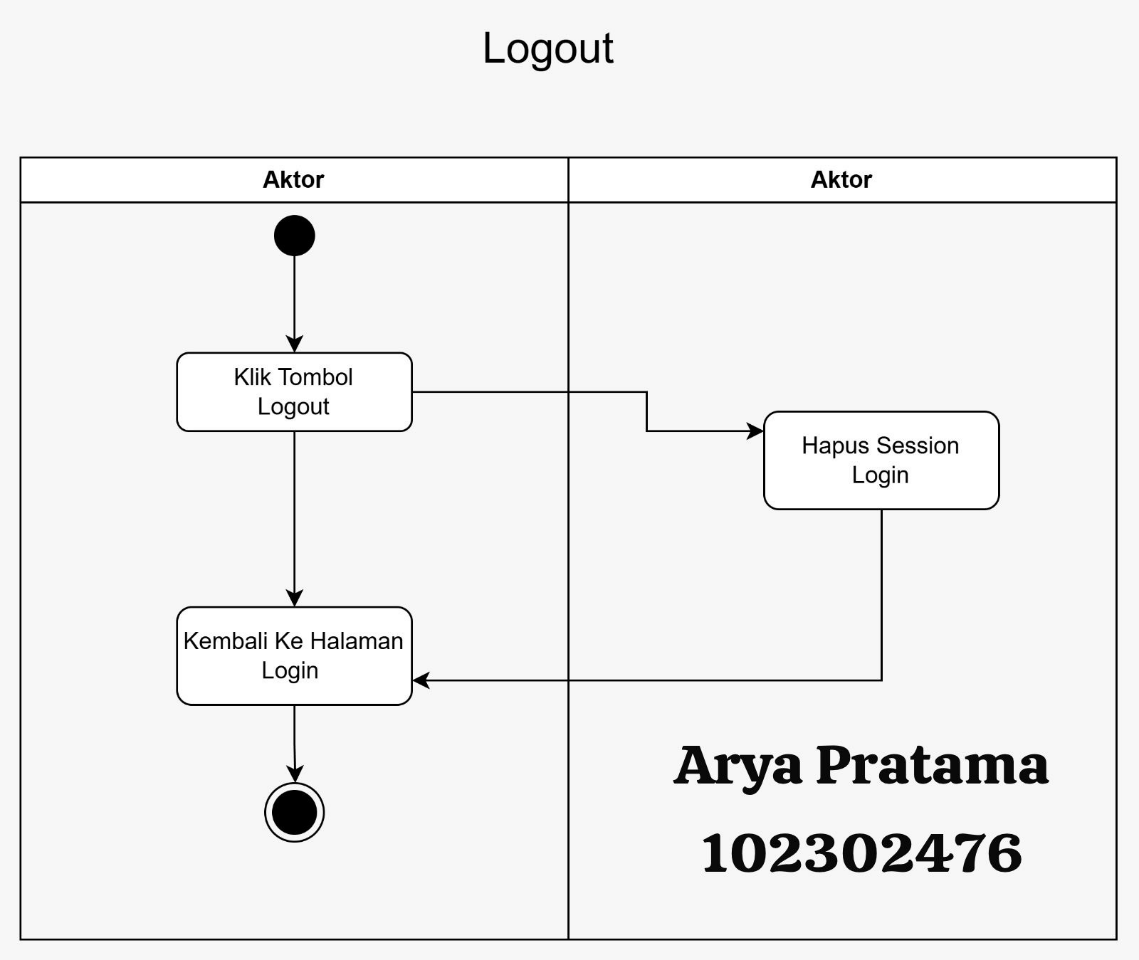 Logout
Aktor
Aktor
Klik Tombol
Logout
Hapus Session
Login
Kembali Ke Halaman
Login
Arya Pratama
102302476